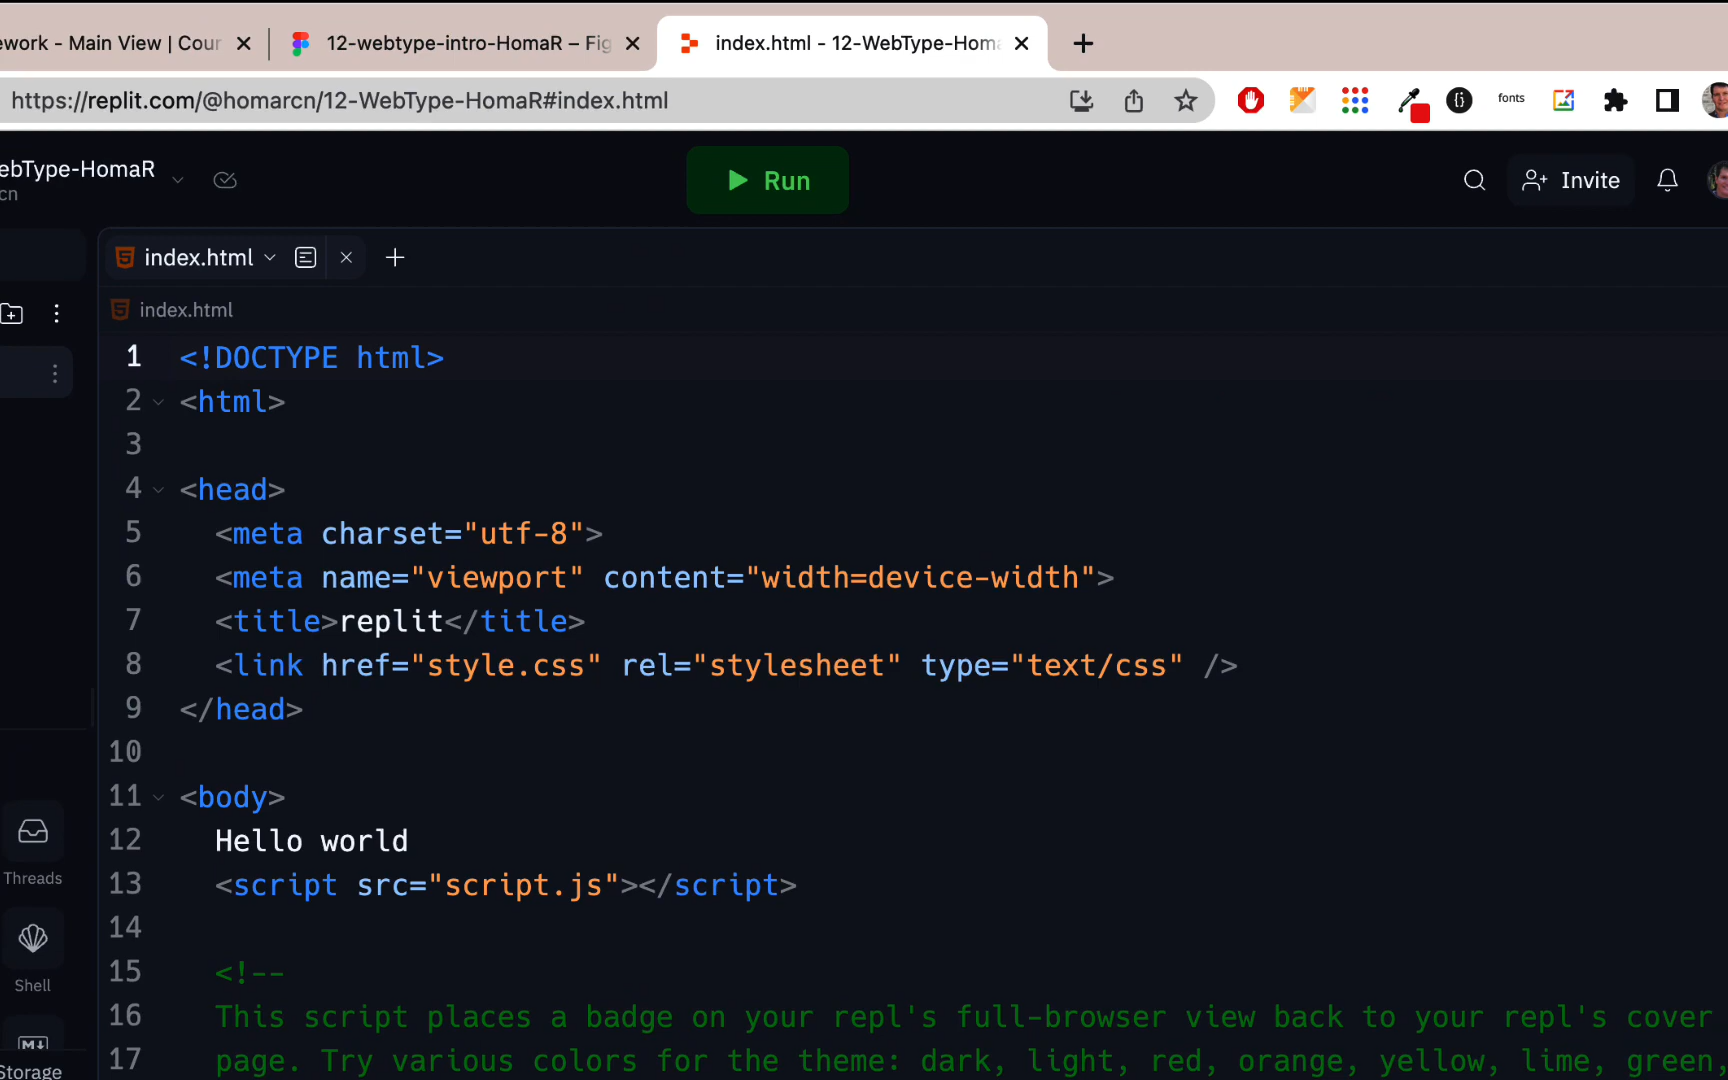 ework - Main View | Cour
12-webtype-intro-HomaR – Fig
index.html - 12-WebType-Homa
https://replit.com/@homarcn/12-WebType-HomaR#index.html
fonts
ebType-HomaR
cn
Run
Invite
index.html
index.html
1 <!DOCTYPE html>
2 <html>
3
4 <head>
5 <meta charset="utf-8">
6 <meta name="viewport" content="width=device-width">
7 <title>replit</title>
8 <link href="style.css" rel="stylesheet" type="text/css" />
9 </head>
10
11 <body>
12 Hello world
13 <script src="script.js"></script>
14
15 <!--
16 This script places a badge on your repl's full-browser view back to your repl's cover
17 page. Try various colors for the theme: dark, light, red, orange, yellow, lime, green,
Threads
Shell
Storage